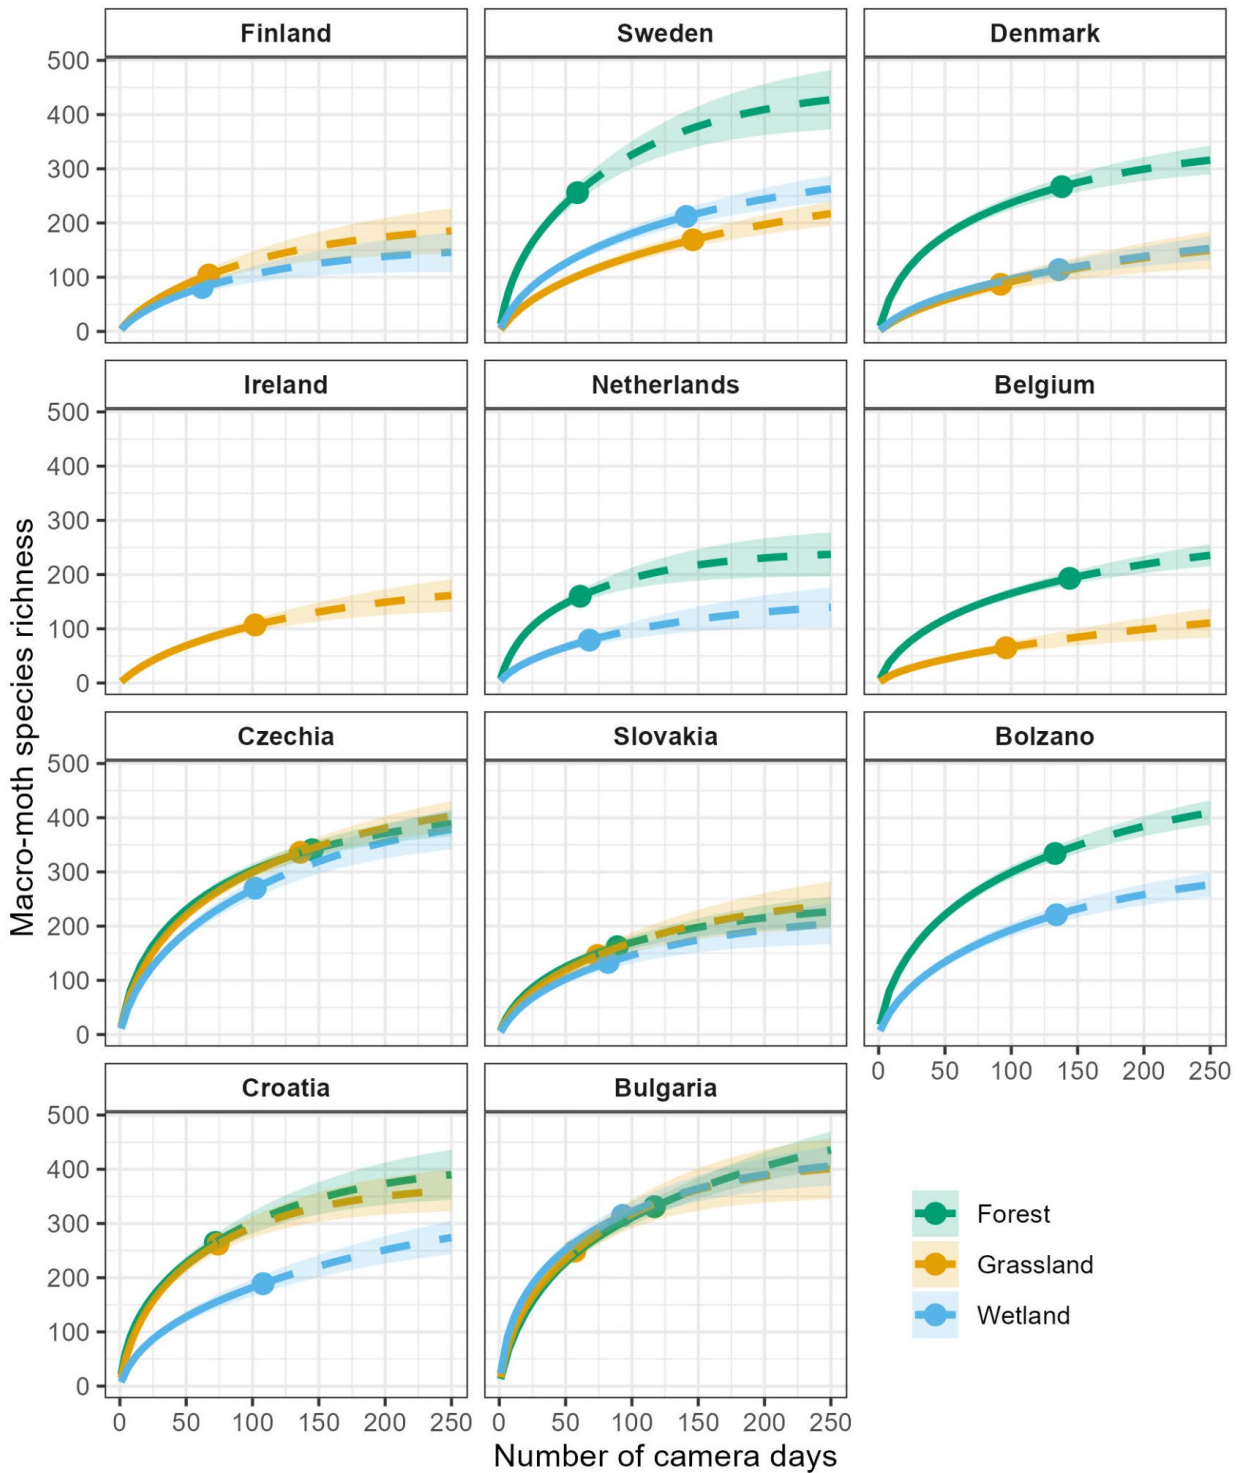 Finland
Sweden
Denmark
500
400
300
200
100
0
Ireland
Netherlands
Belgium
500
400
300
200
100
0
Czechia
Slovakia
Bolzano
500
400
300
200
100
0
0 50 100 150 200 250
Croatia
Bulgaria
500
400
300
200
100
0
0 50 100 150 200 250
0 50 100 150 200 250
Macro-moth species richness
Number of camera days
Forest
Grassland
Wetland